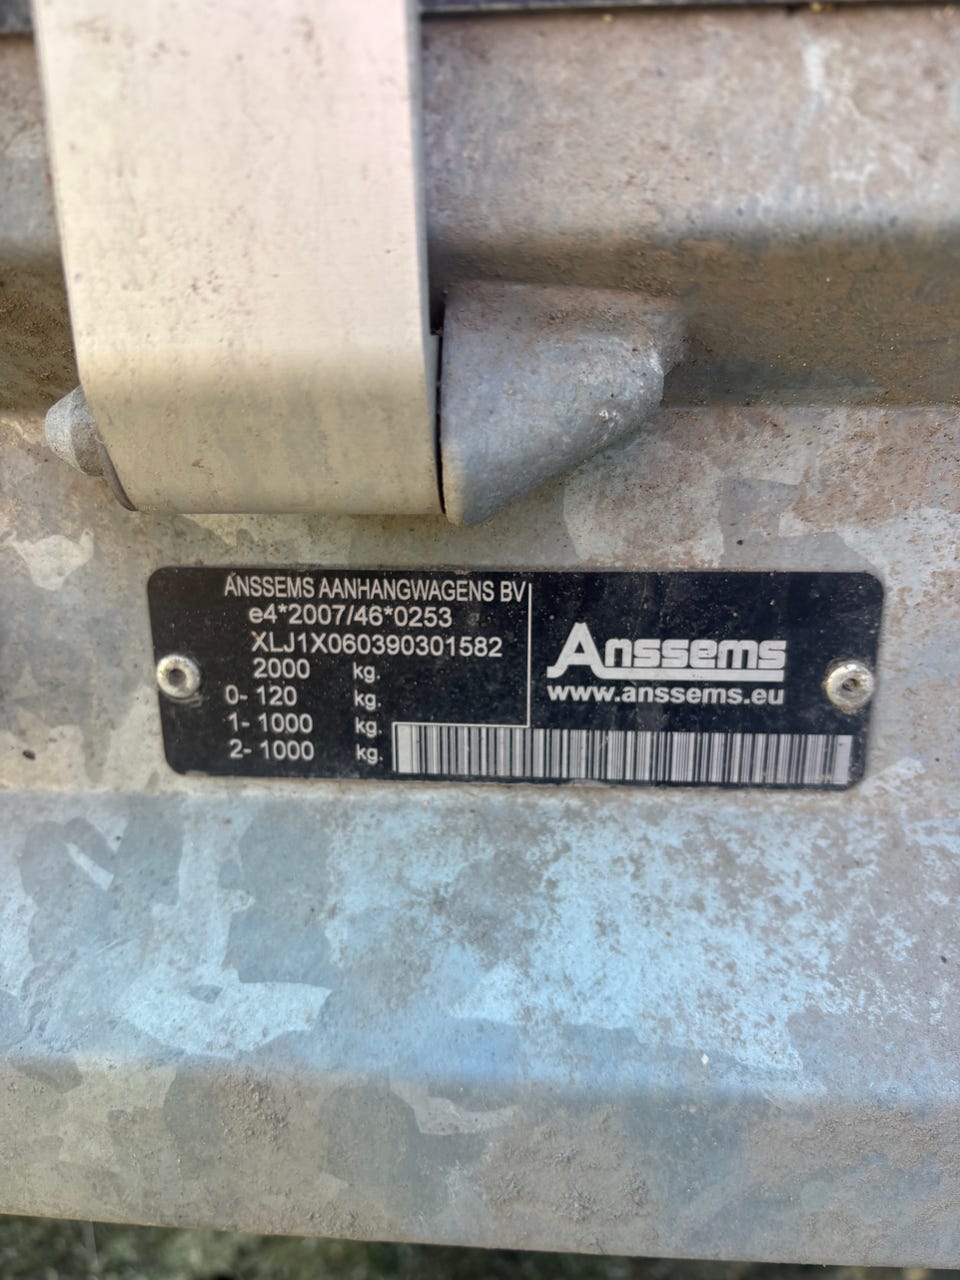 ANSSEMS AANHANGWAGENS BV
e4*2007/46*0253
XLJ1X060390301582
2000 kg.
0- 120 kg.
1- 1000 kg.
2- 1000 kg.
Anssems
www.anssems.eu